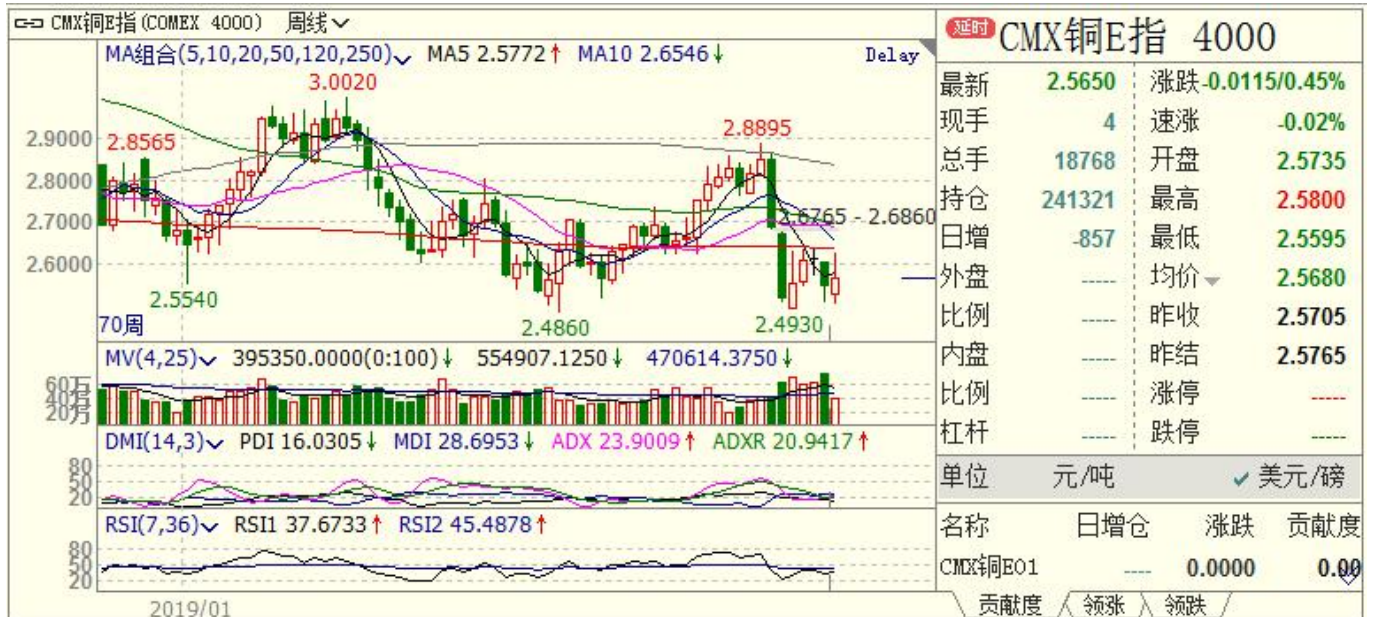 CMX铜E指(COMEX 4000) 周线
MA组合(5,10,20,50,120,250) MA5 2.5772↑ MA10 2.6546↓ Delay
3.0020
2.9000
2.8565
2.8895
2.8000
2.7000
2.6765 - 2.6860
2.6000
2.5540
2.4860
2.4930
70周
MV(4,25) 395350.0000(0:100)↓ 554907.1250↓ 470614.3750↓
60万
40万
20万
DMI(14,3) PDI 16.0305↓ MDI 28.6953↓ ADX 23.9009↑ ADXR 20.9417↑
80
50
20
RSI(7,36) RSI1 37.6733↑ RSI2 45.4878↑
80
50
20
2019/01
延时 CMX铜E指 4000
最新 2.5650 涨跌 -0.0115/0.45%
现手 4 速涨 -0.02%
总手 18768 开盘 2.5735
持仓 241321 最高 2.5800
日增 -857 最低 2.5595
外盘 ---- 均价 2.5680
比例 ---- 昨收 2.5705
内盘 ---- 昨结 2.5765
比例 ---- 涨停 ----
杠杆 ---- 跌停 ----
单位 元/吨 ✓ 美元/磅
名称 日增仓 涨跌 贡献度
CMX铜E01 ---- 0.0000 0.00
贡献度 领涨 领跌